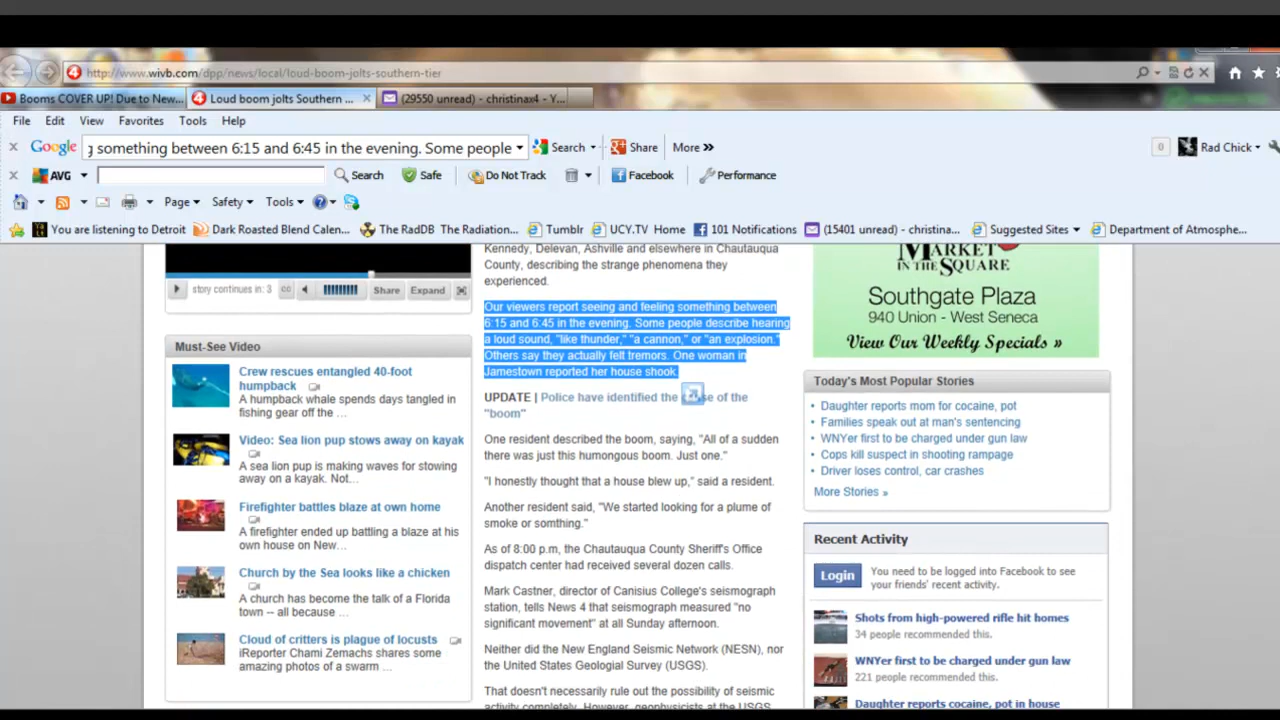 http://www.wivb.com/dpp/news/local/loud-boom-jolts-southern-tier
Booms COVER UP! Due to New...
Loud boom jolts Southern ...
(29550 unread) - christinax4 - Y...
File Edit View Favorites Tools Help
Google
something between 6:15 and 6:45 in the evening. Some people
Search Share More »
0
Rad Chick
AVG
Search Safe Do Not Track Facebook Performance
Page Safety Tools
You are listening to Detroit
Dark Roasted Blend Calen...
The RadDB The Radiation...
Tumblr
UCY.TV Home
101 Notifications
(15401 unread) - christina...
Suggested Sites
Department of Atmosphe...
story continues in: 3
cc
Share
Expand
Must-See Video
Crew rescues entangled 40-foot
humpback
A humpback whale spends days tangled in
fishing gear off the ...
Video: Sea lion pup stows away on kayak
A sea lion pup is making waves for stowing
away on a kayak. Not...
Firefighter battles blaze at own home
A firefighter ended up battling a blaze at his
own house on New...
Church by the Sea looks like a chicken
A church has become the talk of a Florida
town -- all because ...
Cloud of critters is plague of locusts
iReporter Chami Zemachs shares some
amazing photos of a swarm ...
Kennedy, Delevan, Ashville and elsewhere in Chautauqua
County, describing the strange phenomena they
experienced.
Our viewers report seeing and feeling something between
6:15 and 6:45 in the evening. Some people describe hearing
a loud sound, "like thunder," "a cannon," or "an explosion."
Others say they actually felt tremors. One woman in
Jamestown reported her house shook.
UPDATE | Police have identified the se of the
"boom"
One resident described the boom, saying, "All of a sudden
there was just this humongous boom. Just one."
"I honestly thought that a house blew up," said a resident.
Another resident said, "We started looking for a plume of
smoke or somthing."
As of 8:00 p.m, the Chautauqua County Sheriff's Office
dispatch center had received several dozen calls.
Mark Castner, director of Canisius College's seismograph
station, tells News 4 that seismograph measured "no
significant movement" at all Sunday afternoon.
Neither did the New England Seismic Network (NESN), nor
the United States Geological Survey (USGS).
That doesn't necessarily rule out the possibility of seismic
activity completely. However, geophysicists at the USGS
MARKET
IN THE SQUARE
Southgate Plaza
940 Union - West Seneca
View Our Weekly Specials »
Today's Most Popular Stories
Daughter reports mom for cocaine, pot
Families speak out at man's sentencing
WNYer first to be charged under gun law
Cops kill suspect in shooting rampage
Driver loses control, car crashes
More Stories »
Recent Activity
Login
You need to be logged into Facebook to see
your friends' recent activity.
Shots from high-powered rifle hit homes
34 people recommended this.
WNYer first to be charged under gun law
221 people recommended this.
Daughter reports cocaine, pot in house